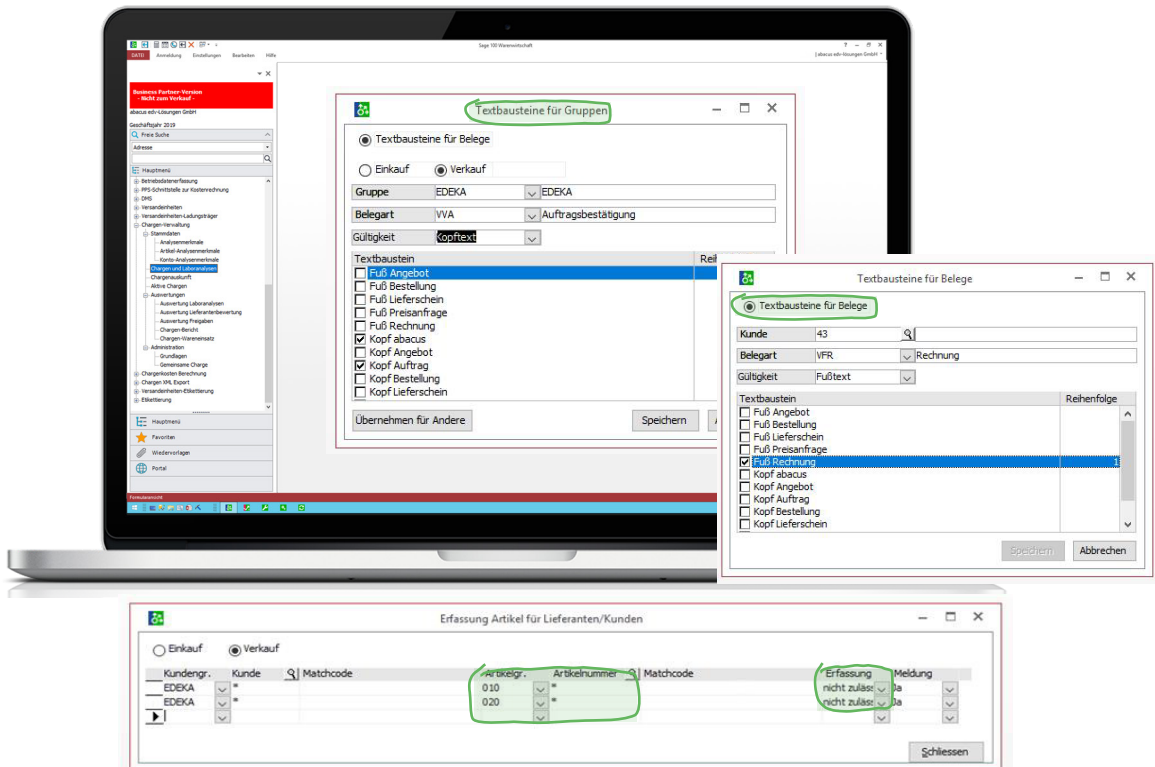 Sage 100 Warenwirtschaft
DATEI Anmeldung Einstellungen Bearbeiten Hilfe
[abacus edv-lösungen GmbH
Business Partner-Version
- Nicht zum Verkauf -
abacus edv-Lösungen GmbH
Geschäftsjahr 2019
Freie Suche
Adresse
Hauptmenü
Betriebsdatenerfassung
PPS-Schnittstelle zur Kostenrechnung
DMS
Versandeinheiten
Versandeinheiten-Ladungsträger
Chargen-Verwaltung
Stammdaten
Analysenmerkmale
Artikel-Analysenmerkmale
Konto-Analysenmerkmale
Chargen und Laboranalysen
Chargenauskunft
Aktive Chargen
Auswertungen
Auswertung Laboranalysen
Auswertung Lieferantenbewertung
Auswertung Freigaben
Chargen-Bericht
Chargen-Wareneinsatz
Administration
Grundlagen
Gemeinsame Charge
Chargenkosten Berechnung
Chargen XML Export
Versandeinheiten-Etikettierung
Etikettierung
Hauptmenü
Favoriten
Wiedervorlagen
Portal
Formularansicht
Textbausteine für Gruppen
Textbausteine für Belege
Einkauf Verkauf
Gruppe EDEKA EDEKA
Belegart VVA Auftragsbestätigung
Gültigkeit Kopftext
Textbaustein Reih
Fuß Angebot
Fuß Bestellung
Fuß Lieferschein
Fuß Preisanfrage
Fuß Rechnung
Kopf abacus
Kopf Angebot
Kopf Auftrag
Kopf Bestellung
Kopf Lieferschein
Übernehmen für Andere Speichern
Textbausteine für Belege
Textbausteine für Belege
Kunde 43
Belegart VFR Rechnung
Gültigkeit Fußtext
Textbaustein Reihenfolge
Fuß Angebot
Fuß Bestellung
Fuß Lieferschein
Fuß Preisanfrage
Fuß Rechnung 1
Kopf abacus
Kopf Angebot
Kopf Auftrag
Kopf Bestellung
Kopf Lieferschein
Speichern Abbrechen
Erfassung Artikel für Lieferanten/Kunden
Einkauf Verkauf
Kundengr. Kunde Matchcode Artikelgr. Artikelnummer Matchcode Erfassung Meldung
EDEKA * 010 * nicht zuläss Ja
EDEKA * 020 * nicht zuläss Ja
Schliessen